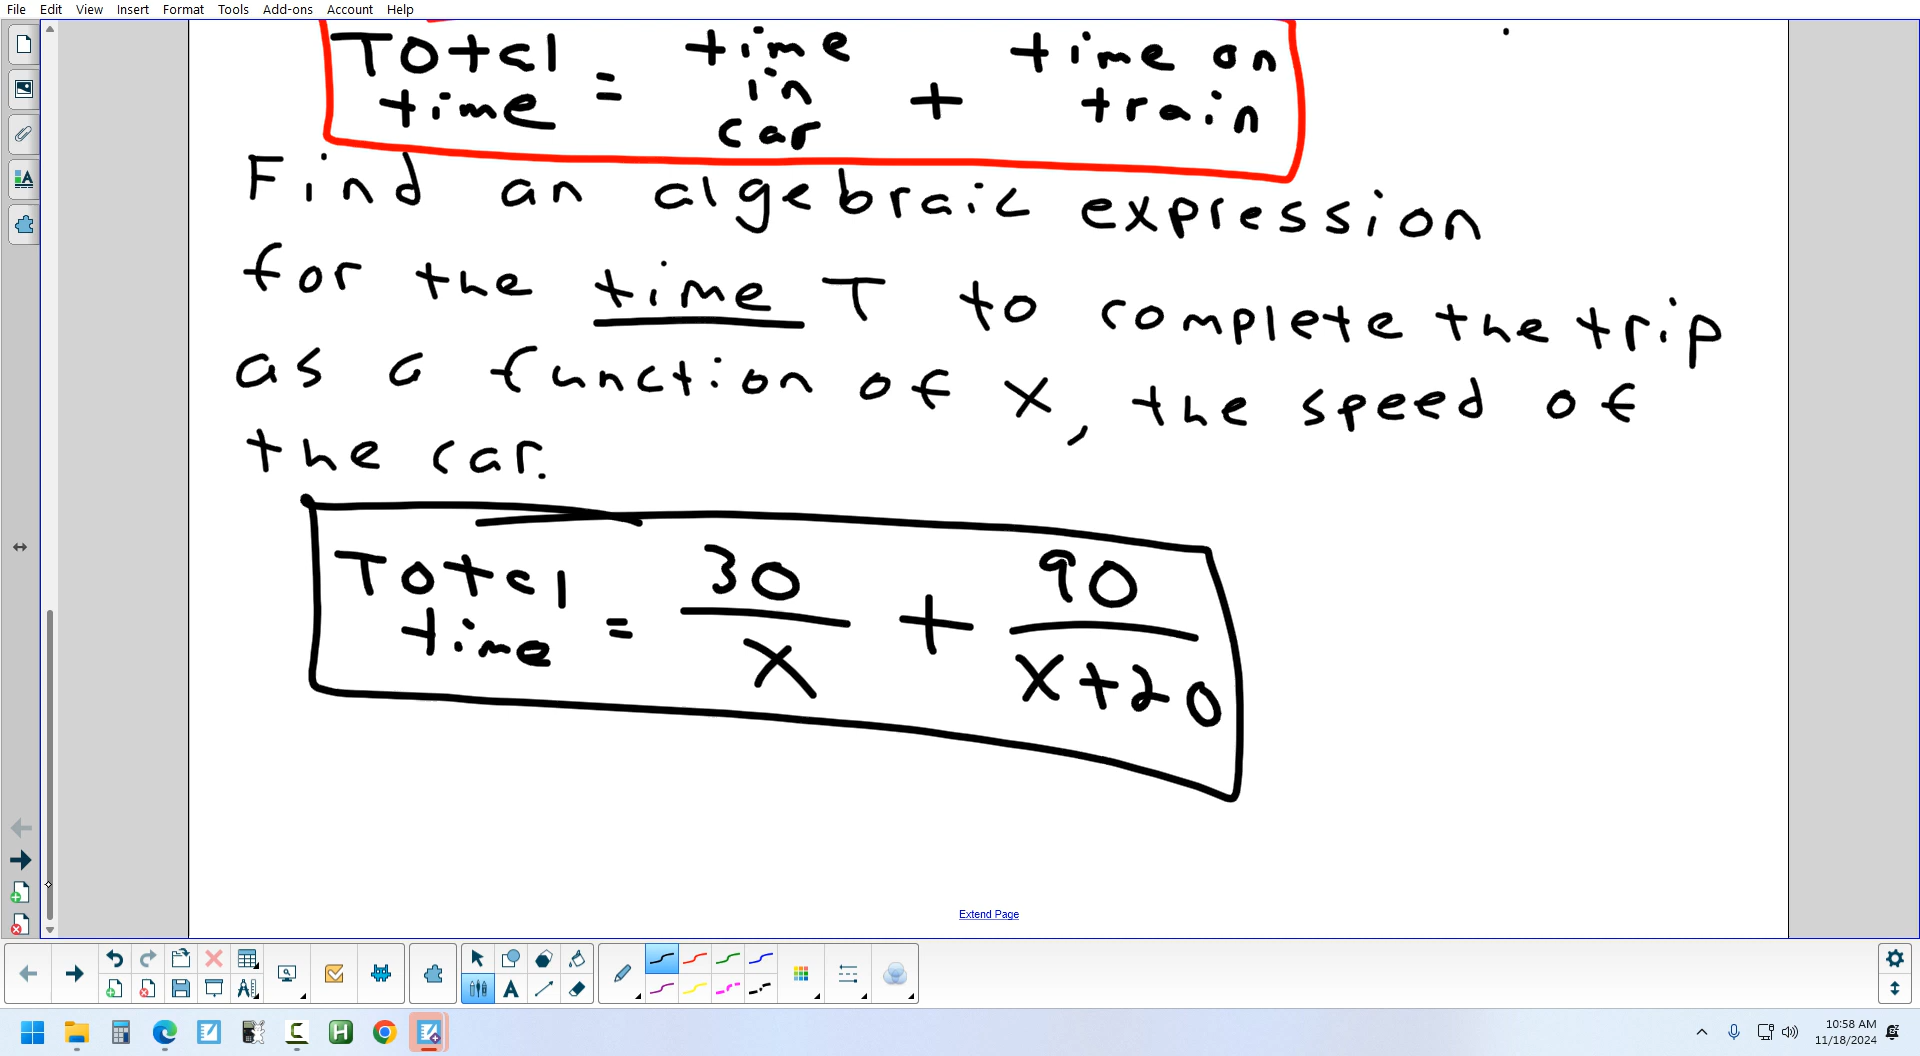 File Edit View Insert Format Tools Add-ons Account Help
Total time = time in car + time on train
Find an algebraic expression
for the time T to complete the trip
as a function of x, the speed of
the car.
Total time = 30/x + 90/x+20
Extend Page
10:58 AM
11/18/2024